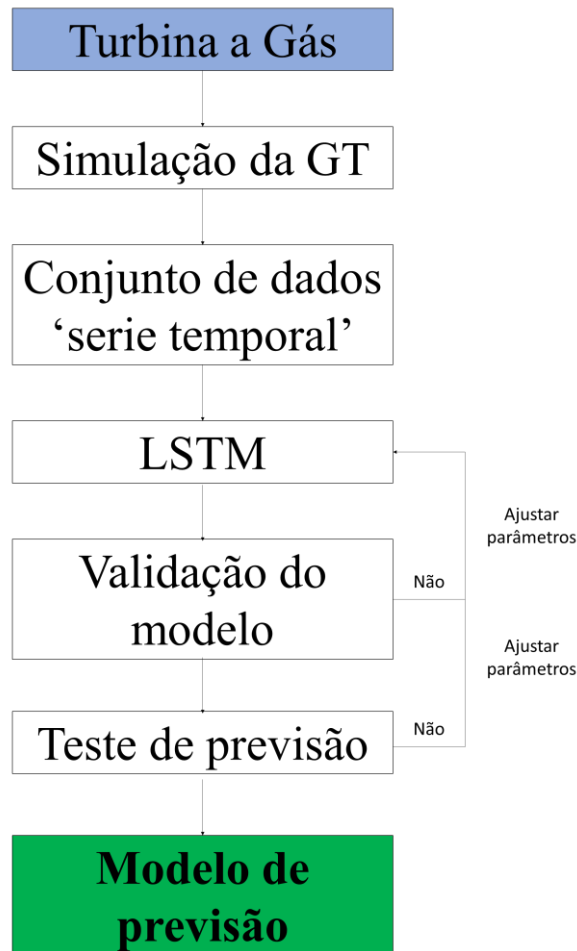 Turbina a Gás
Simulação da GT
Conjunto de dados
‘serie temporal’
LSTM
Ajustar
parâmetros
Validação do
modelo
Não
Ajustar
parâmetros
Teste de previsão
Não
Modelo de
previsão